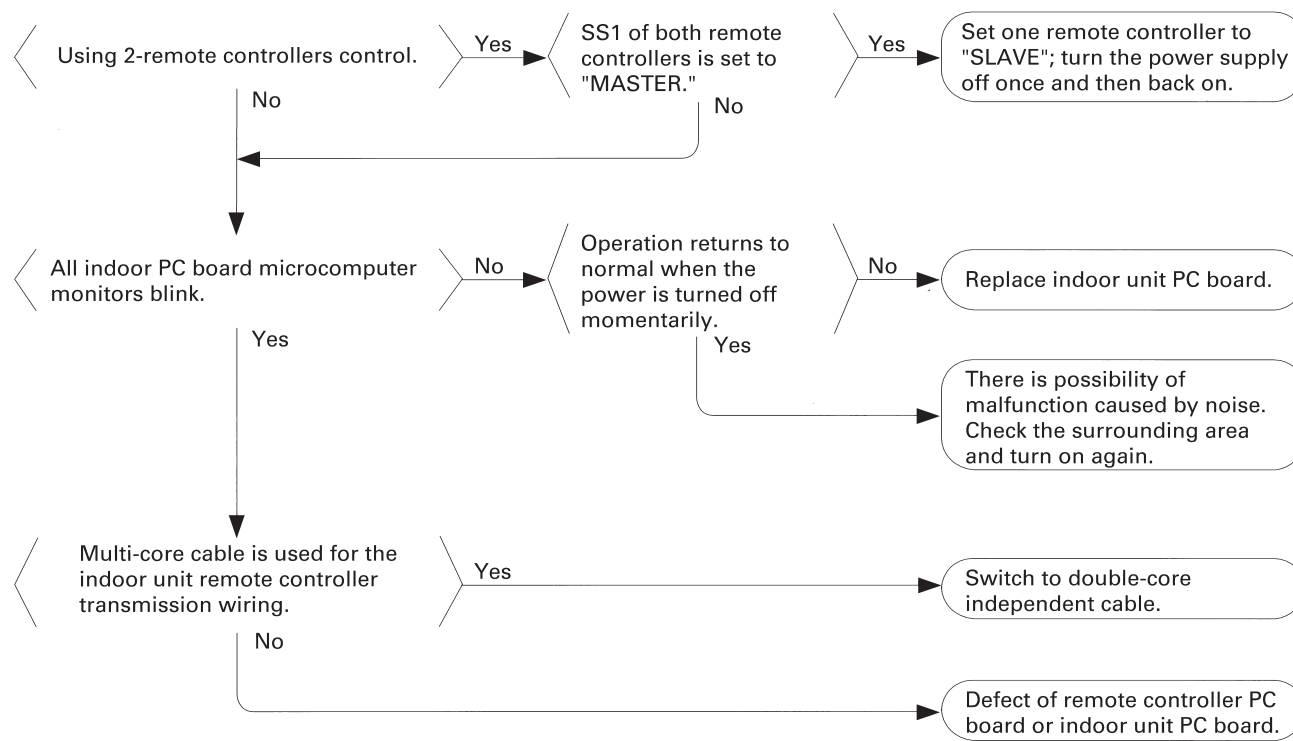 Using 2-remote controllers control.
Yes
SS1 of both remote
controllers is set to
"MASTER."
Yes
Set one remote controller to
"SLAVE"; turn the power supply
off once and then back on.
No
No
All indoor PC board microcomputer
monitors blink.
No
Operation returns to
normal when the
power is turned off
momentarily.
No
Replace indoor unit PC board.
Yes
Yes
There is possibility of
malfunction caused by noise.
Check the surrounding area
and turn on again.
Multi-core cable is used for the
indoor unit remote controller
transmission wiring.
Yes
Switch to double-core
independent cable.
No
Defect of remote controller PC
board or indoor unit PC board.